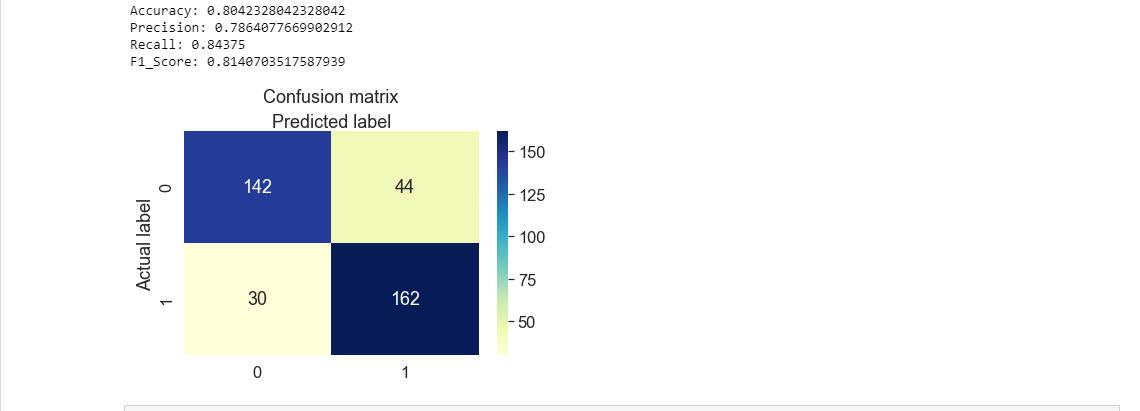 Accuracy: 0.8042328042328042
Precision: 0.7864077669902912
Recall: 0.84375
F1_Score: 0.8140703517587939
Confusion matrix
Predicted label
Actual label
0
142
44
1
30
162
0
1
150
125
100
75
50